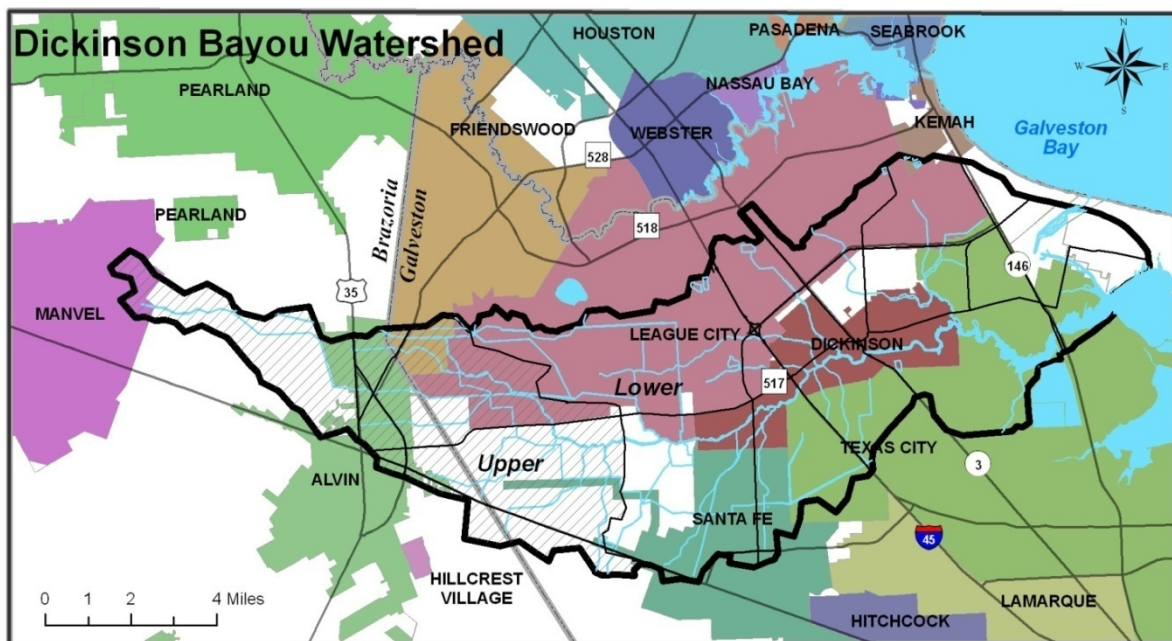 Dickinson Bayou Watershed
HOUSTON
PASADENA
SEABROOK
N
W
E
S
PEARLAND
NASSAU BAY
FRIENDSWOOD
WEBSTER
KEMAH
Galveston
Bay
528
Brazoria
Galveston
PEARLAND
518
146
35
MANVEL
LEAGUE CITY
DICKINSON
Lower
517
Upper
TEXAS CITY
3
ALVIN
SANTA FE
45
HILLCREST
VILLAGE
LAMARQUE
HITCHCOCK
0 1 2 4 Miles